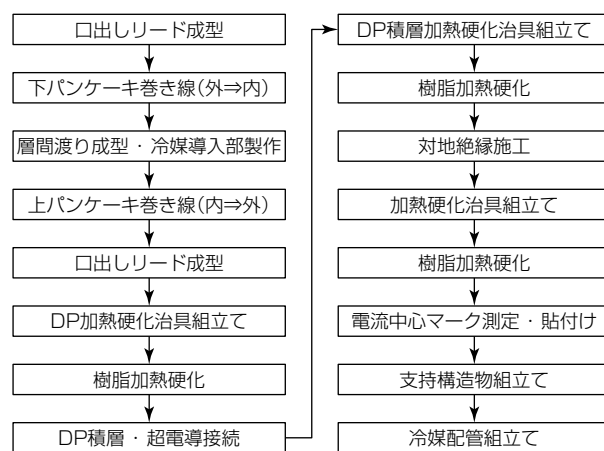 口出しリード成型
下パンケーキ巻き線(外⇒内)
層間渡り成型・冷媒導入部製作
上パンケーキ巻き線(内⇒外)
口出しリード成型
DP加熱硬化治具組立て
樹脂加熱硬化
DP積層・超電導接続
DP積層加熱硬化治具組立て
樹脂加熱硬化
対地絶縁施工
加熱硬化治具組立て
樹脂加熱硬化
電流中心マーク測定・貼付け
支持構造物組立て
冷媒配管組立て